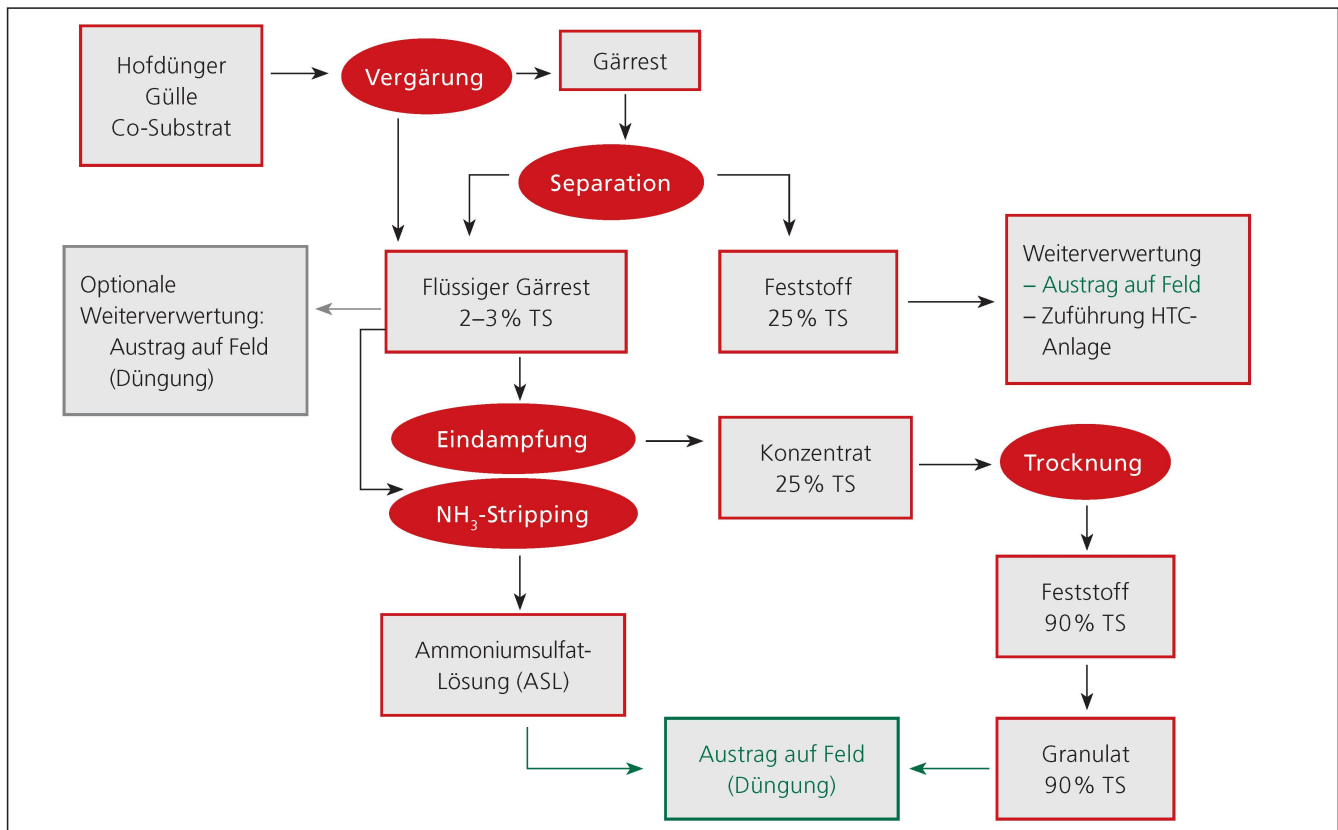 Hofdünger
Gülle
Co-Substrat
Vergärung
Gärrest
Separation
Optionale
Weiterverwertung:
Austrag auf Feld
(Düngung)
Flüssiger Gärrest
2–3% TS
Feststoff
25% TS
Weiterverwertung
– Austrag auf Feld
– Zuführung HTC-
Anlage
Eindampfung
Konzentrat
25% TS
Trocknung
NH₃-Stripping
Feststoff
90% TS
Ammoniumsulfat-
Lösung (ASL)
Austrag auf Feld
(Düngung)
Granulat
90% TS